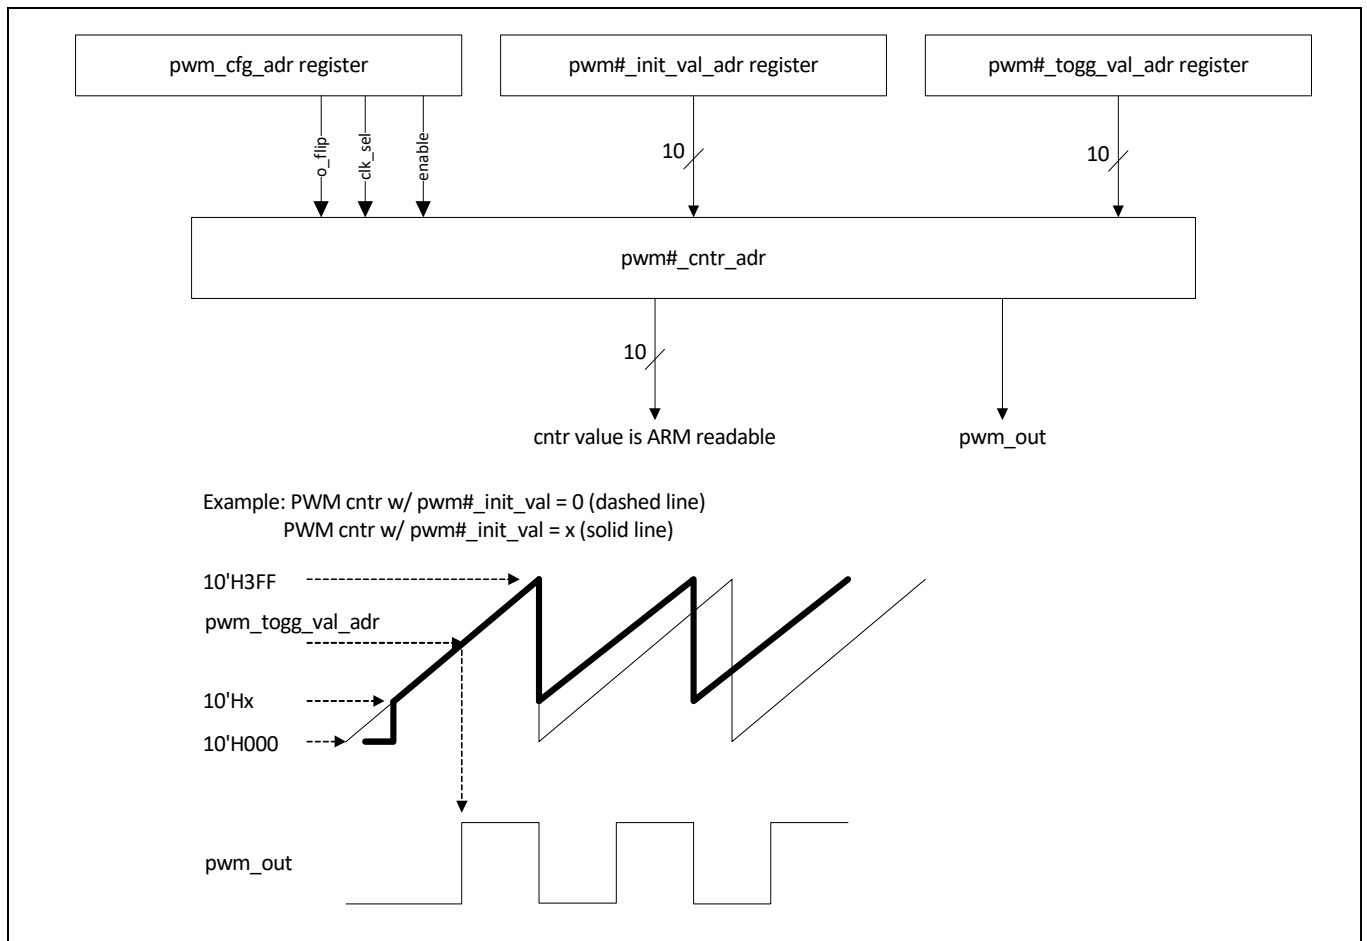 pwm_cfg_adr register
pwm#_init_val_adr register
pwm#_togg_val_adr register
o_flip
clk_sel
enable
10
10
pwm#_cntr_adr
10
cntr value is ARM readable
pwm_out
Example: PWM cntr w/ pwm#_init_val = 0 (dashed line)
PWM cntr w/ pwm#_init_val = x (solid line)
10'H3FF
pwm_togg_val_adr
10'Hx
10'H000
pwm_out